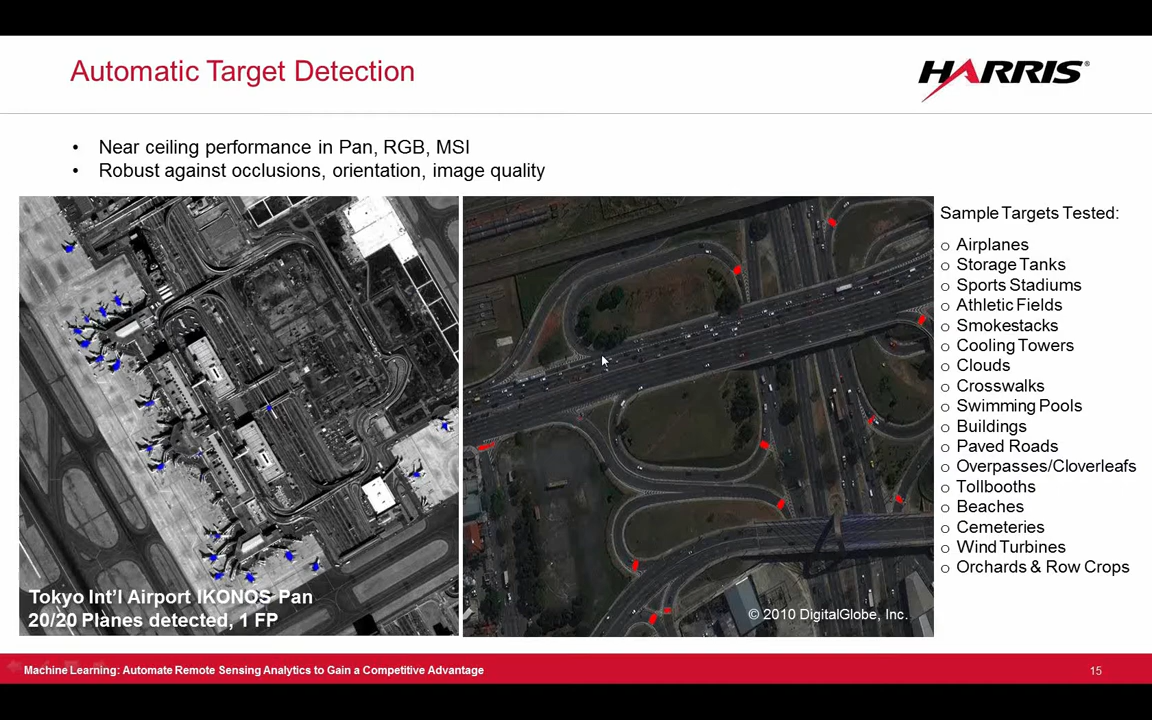 Automatic Target Detection
HARRIS®
• Near ceiling performance in Pan, RGB, MSI
• Robust against occlusions, orientation, image quality
Tokyo Int'l Airport IKONOS Pan
20/20 Planes detected, 1 FP
© 2010 DigitalGlobe, Inc.
Sample Targets Tested:
o Airplanes
o Storage Tanks
o Sports Stadiums
o Athletic Fields
o Smokestacks
o Cooling Towers
o Clouds
o Crosswalks
o Swimming Pools
o Buildings
o Paved Roads
o Overpasses/Cloverleafs
o Tollbooths
o Beaches
o Cemeteries
o Wind Turbines
o Orchards & Row Crops
Machine Learning: Automate Remote Sensing Analytics to Gain a Competitive Advantage
15